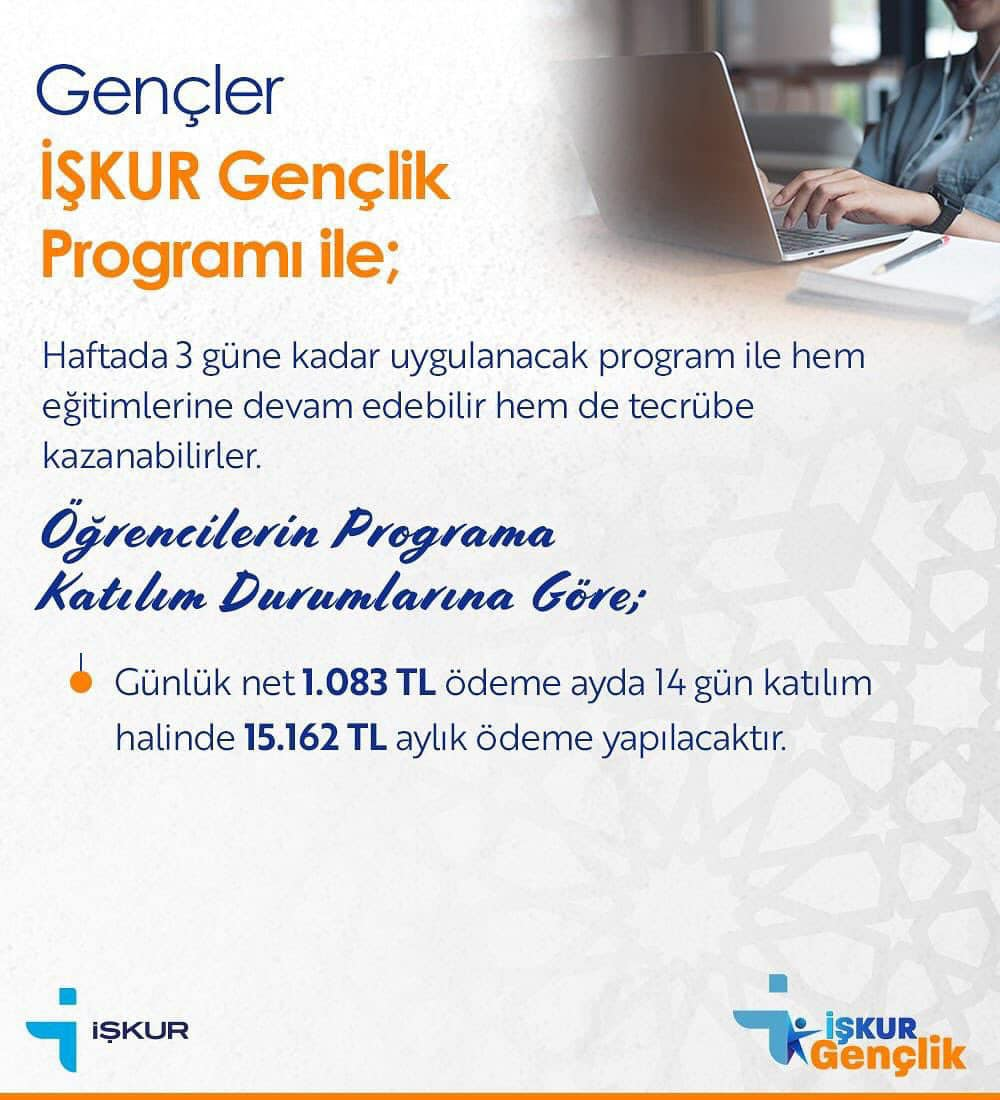 Gençler
İŞKUR Gençlik
Programı ile;
Haftada 3 güne kadar uygulanacak program ile hem
eğitimlerine devam edebilir hem de tecrübe
kazanabilirler.
Öğrencilerin Programa
Katılım Durumlarına Göre;
Günlük net 1.083 TL ödeme ayda 14 gün katılım
halinde 15.162 TL aylık ödeme yapılacaktır.
iŞKUR
İŞKUR
Gençlik